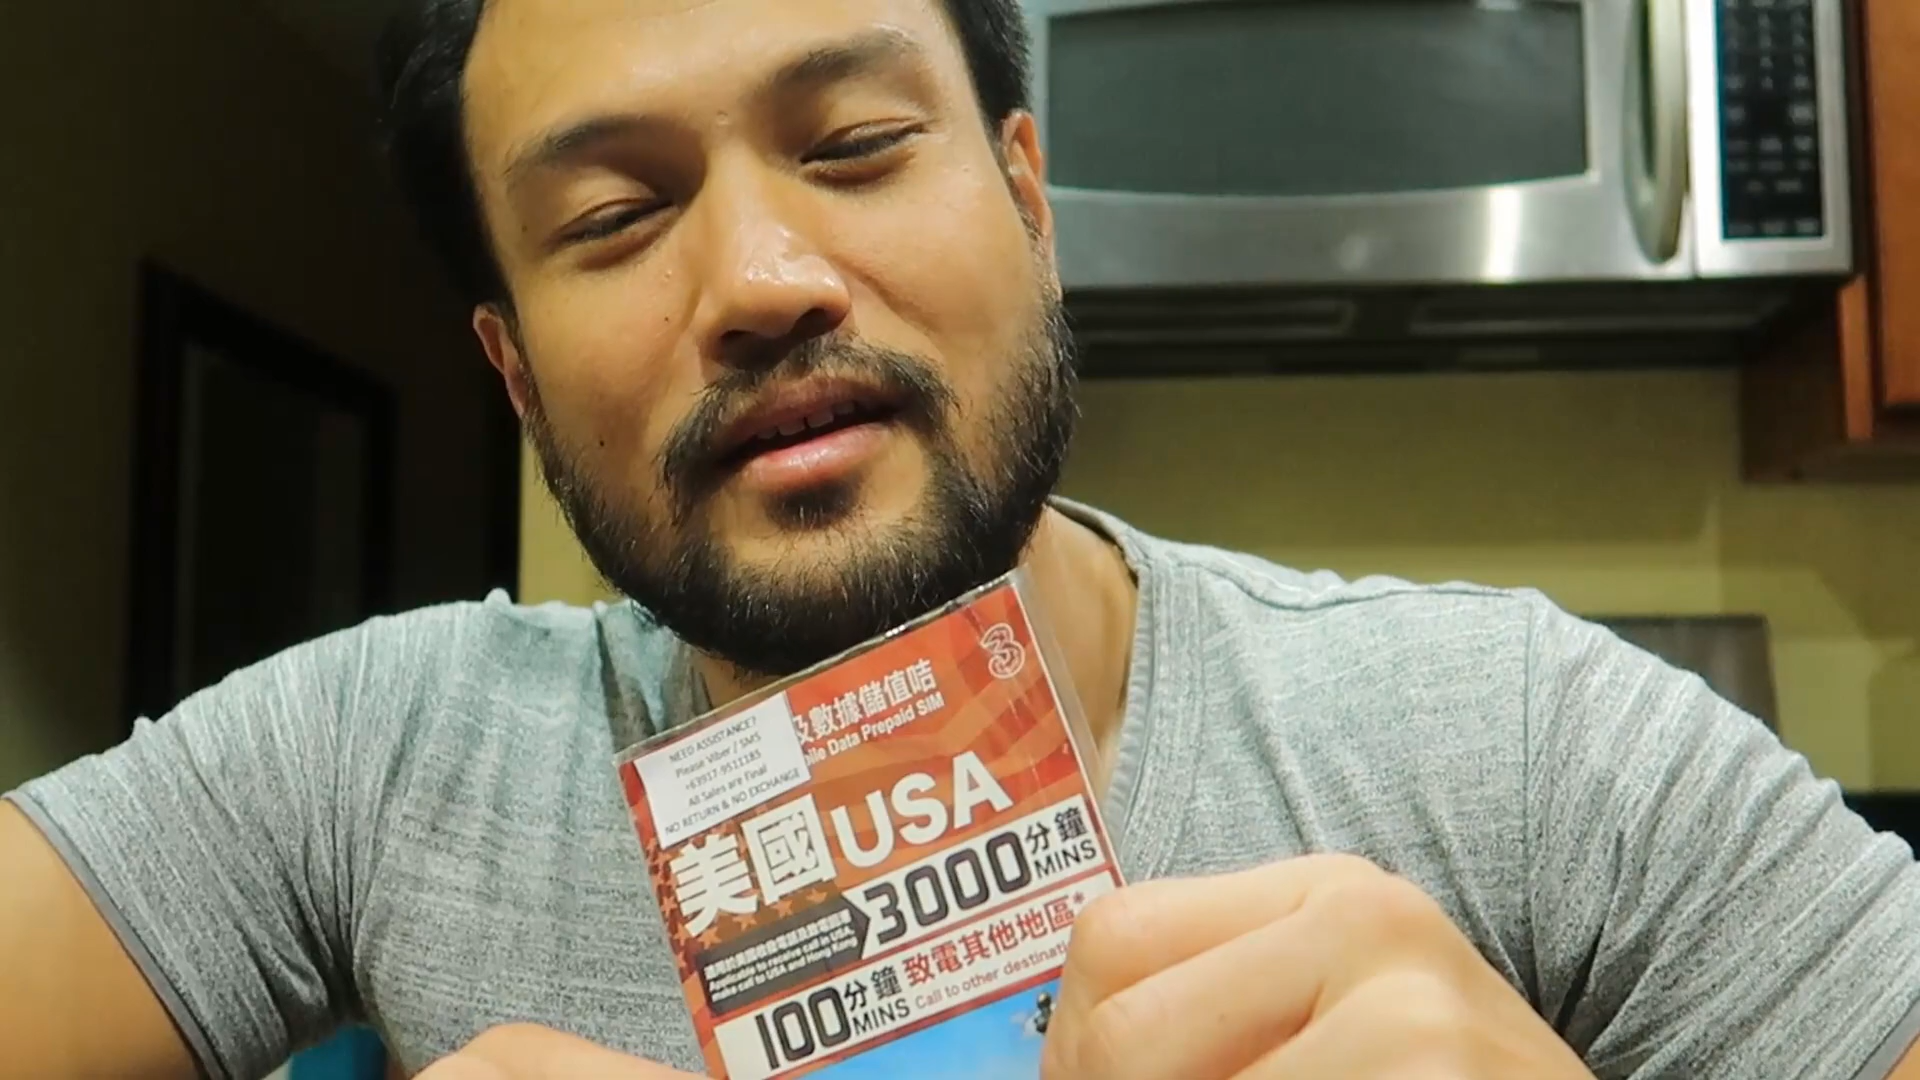 3
及數據儲值咭
Data Prepaid SIM
NEED ASSISTANCE?
Please Viber / SMS
+63917-9511185
All Sales are Final
NO RETURN & NO EXCHANGE
美國 USA
3000 分鐘 MINS
Applicable to receive call in USA,
make call to USA and Hong Kong
100 分鐘 MINS 致電其他地區*
Call to other